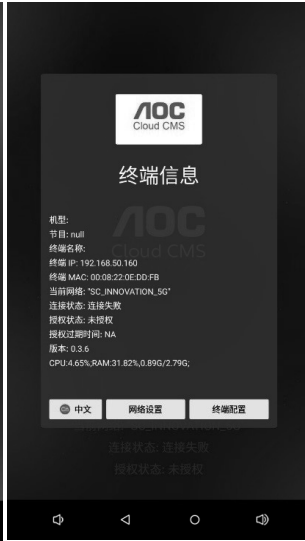 AOC
Cloud CMS
终端信息
机型:
节目: null
终端名称:
终端 IP: 192.168.50.160
终端 MAC: 00:08:22:0E:DD:FB
当前网络: "SC_INNOVATION_5G"
连接状态: 连接失败
授权状态: 未授权
授权过期时间: NA
版本: 0.3.6
CPU:4.65%,RAM:31.82%,0.89G/2.79G;
AOC
Cloud CMS
CN 中文 网络设置 终端配置
连接状态: 连接失败
授权状态: 未授权